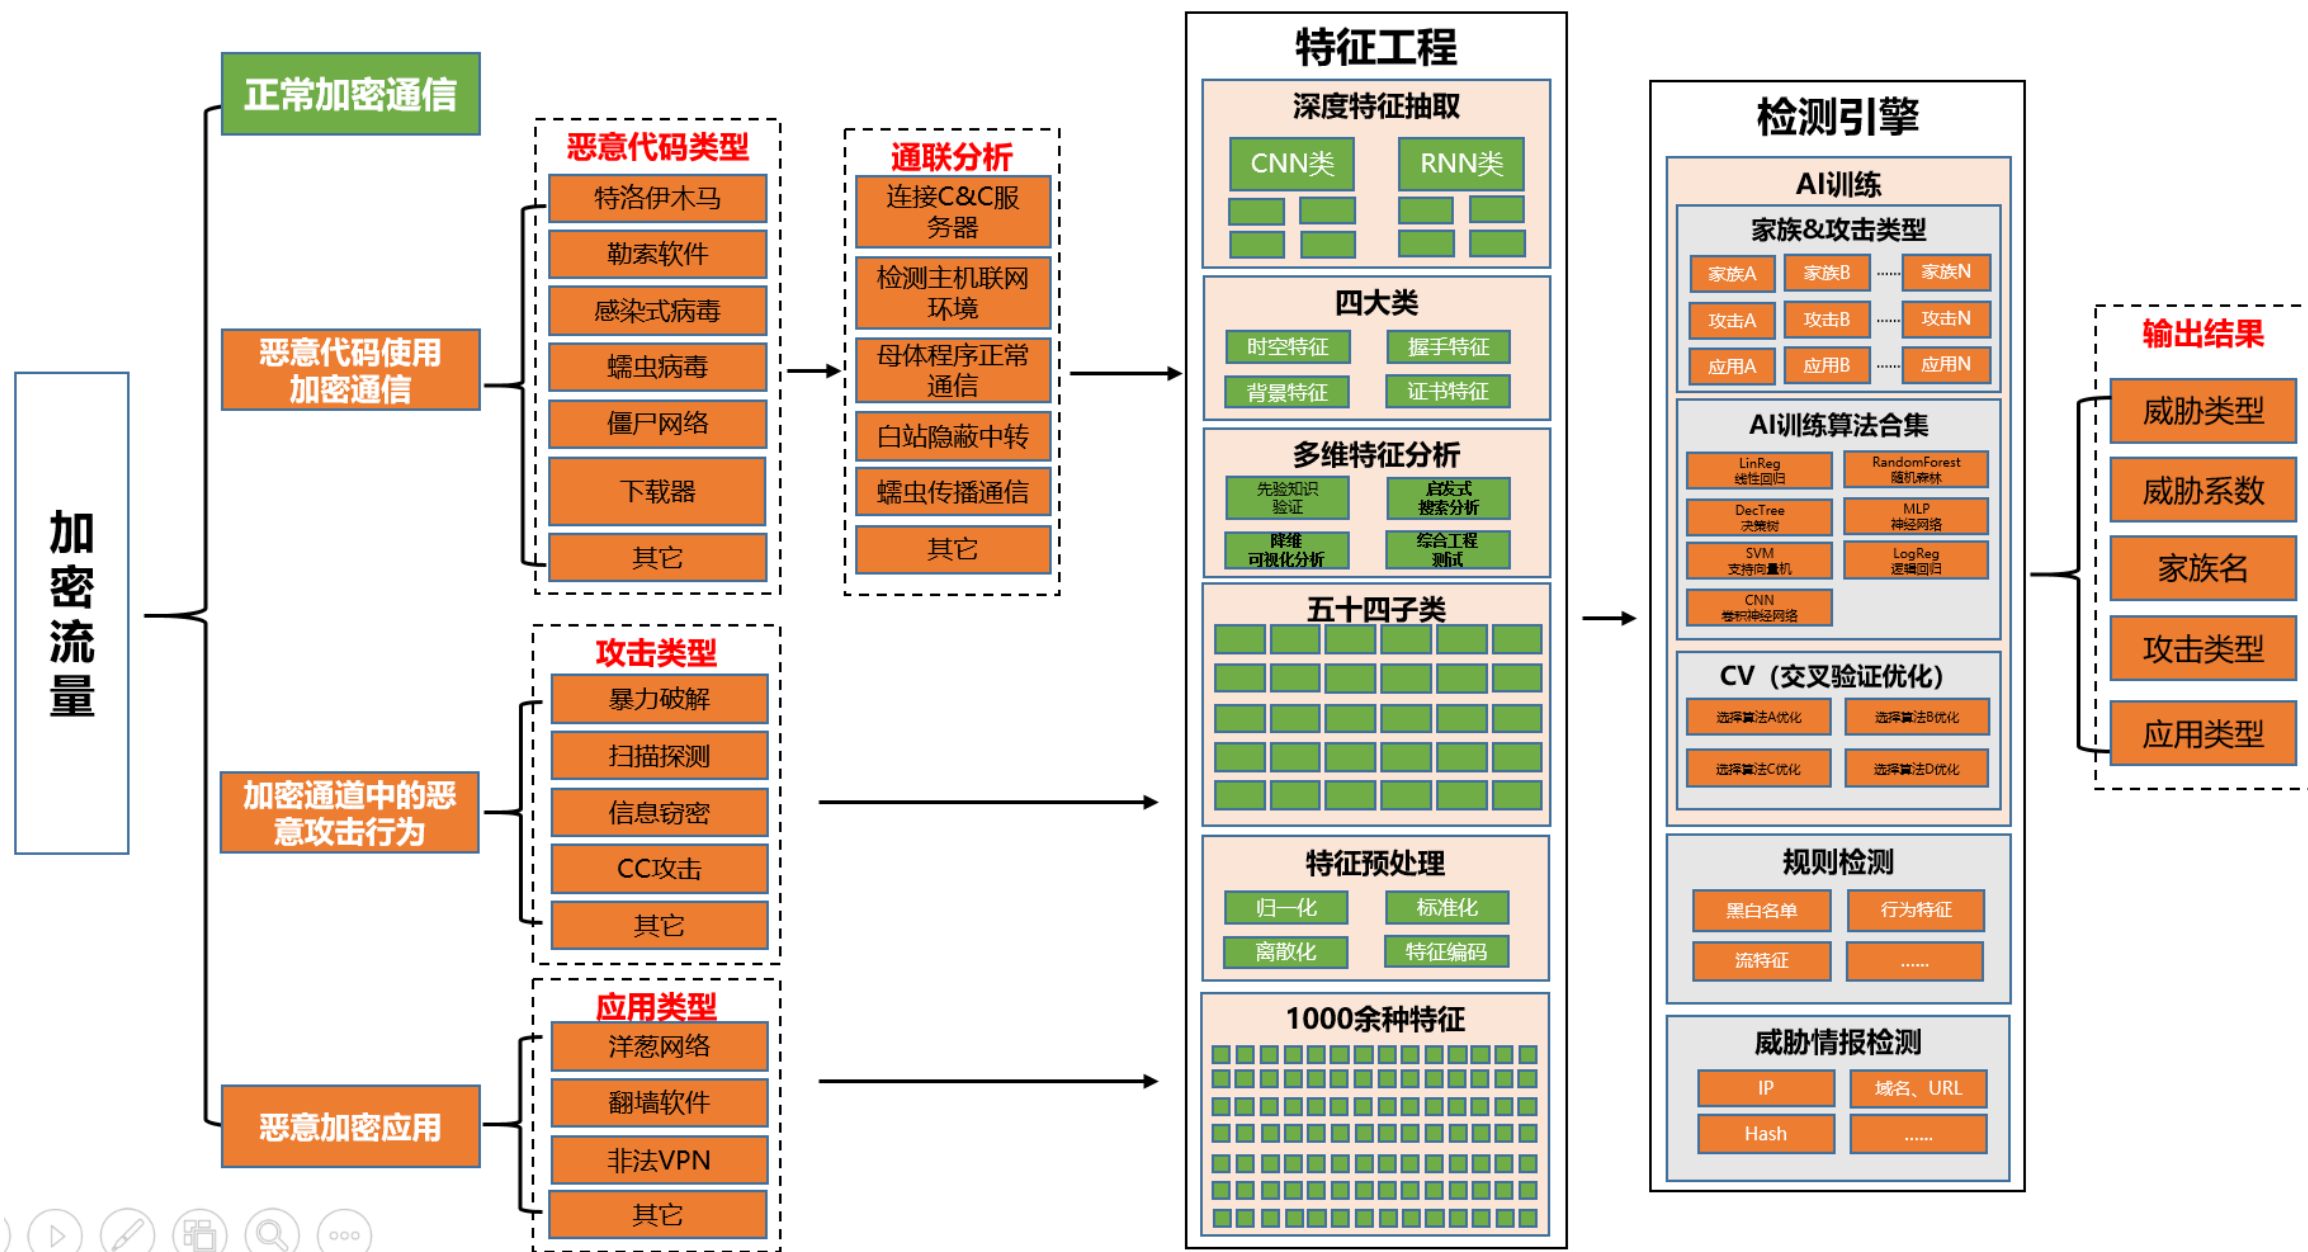 加
密
流
量
正常加密通信
恶意代码使用
加密通信
加密通道中的恶
意攻击行为
恶意加密应用
恶意代码类型
特洛伊木马
勒索软件
感染式病毒
蠕虫病毒
僵尸网络
下载器
其它
攻击类型
暴力破解
扫描探测
信息窃密
CC攻击
其它
应用类型
洋葱网络
翻墙软件
非法VPN
其它
通联分析
连接C&C服
务器
检测主机联网
环境
母体程序正常
通信
白站隐蔽中转
蠕虫传播通信
其它
特征工程
深度特征抽取
CNN类
RNN类
四大类
时空特征
握手特征
背景特征
证书特征
多维特征分析
先验知识
验证
启发式
搜索分析
降维
可视化分析
综合工程
测试
五十四子类
特征预处理
归一化
标准化
离散化
特征编码
1000余种特征
检测引擎
AI训练
家族&攻击类型
家族A
家族B
……
家族N
攻击A
攻击B
……
攻击N
应用A
应用B
……
应用N
AI训练算法合集
LinReg
线性回归
RandomForest
随机森林
DecTree
决策树
MLP
神经网络
SVM
支持向量机
LogReg
逻辑回归
CNN
卷积神经网络
CV（交叉验证优化）
选择算法A优化
选择算法B优化
选择算法C优化
选择算法D优化
规则检测
黑白名单
行为特征
流特征
……
威胁情报检测
IP
域名、URL
Hash
……
输出结果
威胁类型
威胁系数
家族名
攻击类型
应用类型